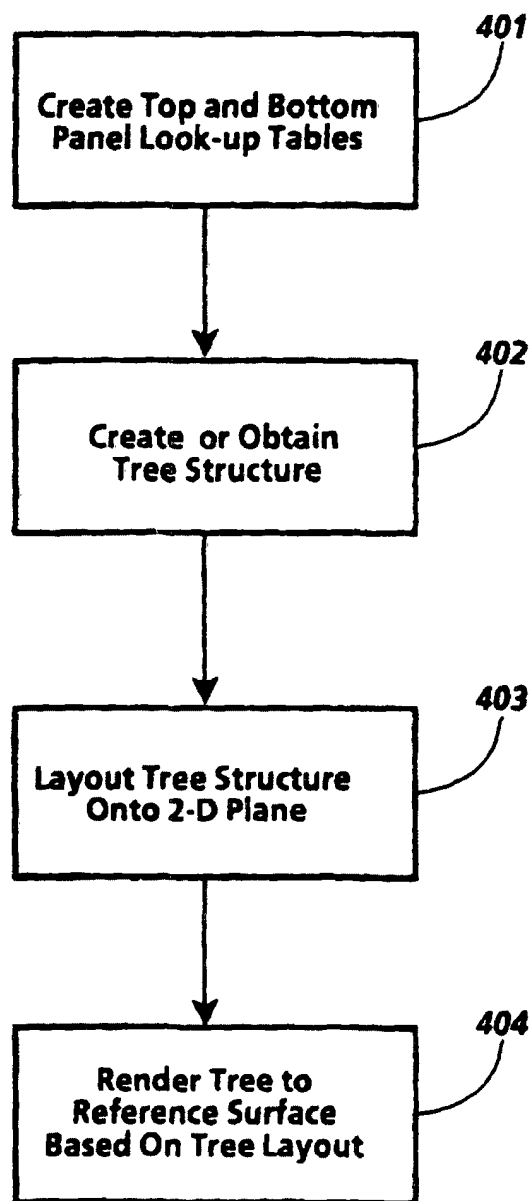 401
Create Top and Bottom
Panel Look-up Tables
402
Create or Obtain
Tree Structure
403
Layout Tree Structure
Onto 2-D Plane
404
Render Tree to
Reference Surface
Based On Tree Layout